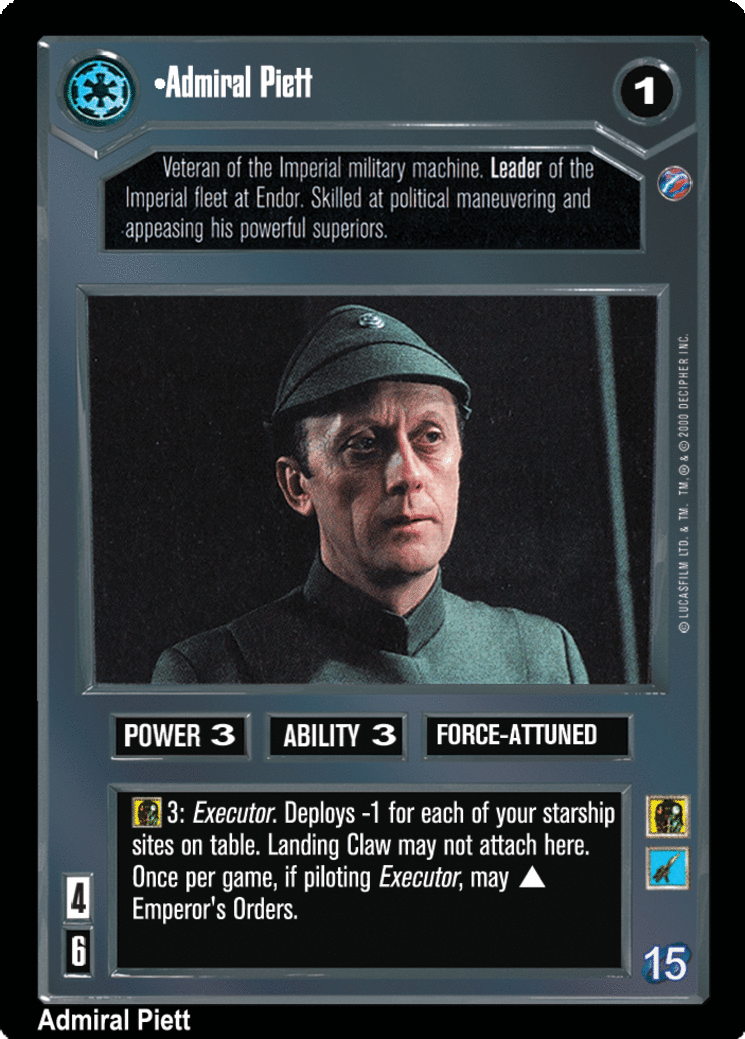 •Admiral Piett
1
Veteran of the Imperial military machine. Leader of the
Imperial fleet at Endor. Skilled at political maneuvering and
appeasing his powerful superiors.
© LUCASFILM LTD. & TM. TM, ® & © 2000 DECIPHER INC.
POWER 3
ABILITY 3
FORCE-ATTUNED
3: Executor. Deploys -1 for each of your starship
sites on table. Landing Claw may not attach here.
Once per game, if piloting Executor, may ▲
Emperor's Orders.
4
6
15
Admiral Piett